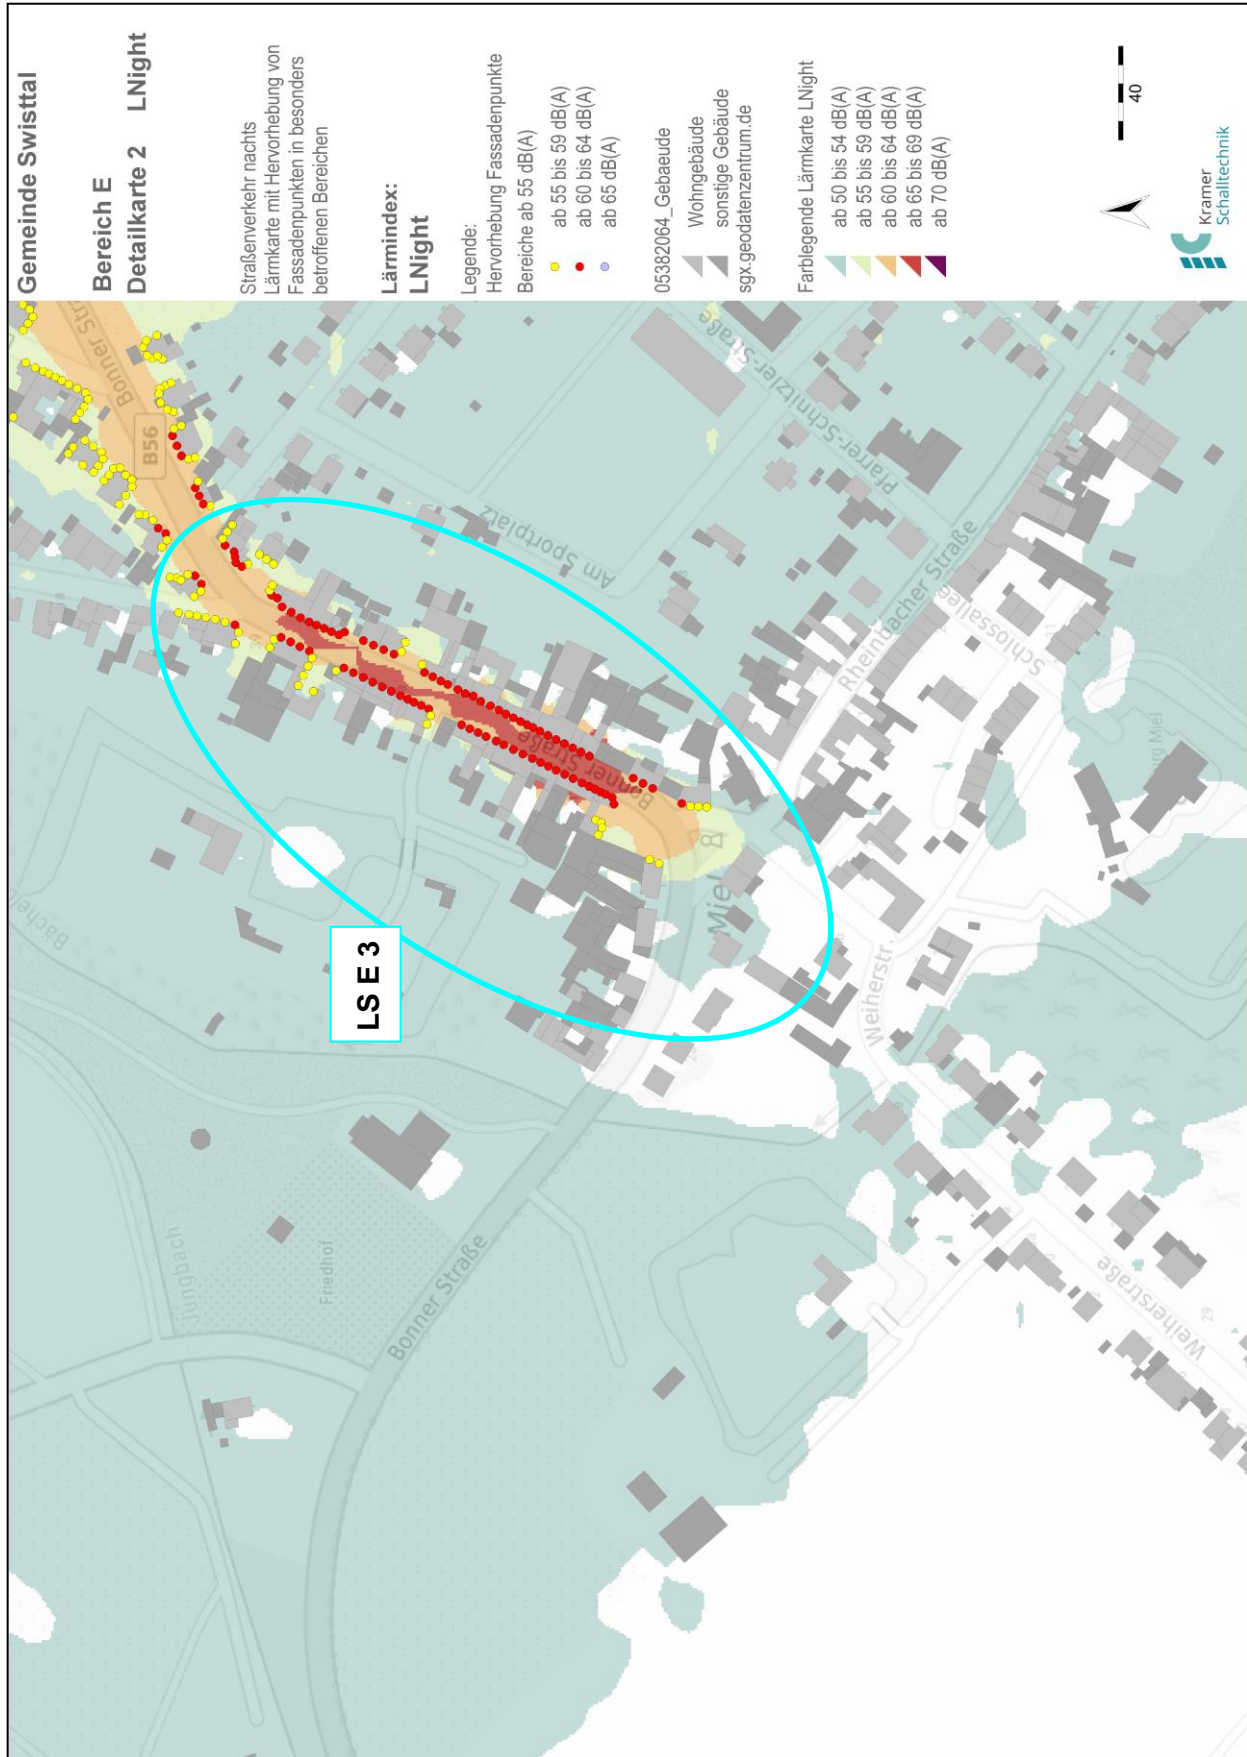 Gemeinde Swisttal
Bereich E
Detailkarte 2 LNight
Straßenverkehr nachts
Lärmkarte mit Hervorhebung von
Fassadenpunkten in besonders
betroffenen Bereichen
Lärmindex:
LNight
Legende:
Hervorhebung Fassadenpunkte
Bereiche ab 55 dB(A)
ab 55 bis 59 dB(A)
ab 60 bis 64 dB(A)
ab 65 dB(A)
05382064_Gebaeude
Wohngebäude
sonstige Gebäude
sgx.geodatenzentrum.de
Farblegende Lärmkarte LNight
ab 50 bis 54 dB(A)
ab 55 bis 59 dB(A)
ab 60 bis 64 dB(A)
ab 65 bis 69 dB(A)
ab 70 dB(A)
40
Kramer
Schalltechnik
LS E 3
Bonner Str
B56
Bonner Straße
Am Sportplatz
Pfarrer-Schnitzler-Straße
Rheinbacher Straße
Schlossallee
11
Miel
Weiherstr.
Weiherstraße
29
Bonner Straße
Friedhof
Jungbach